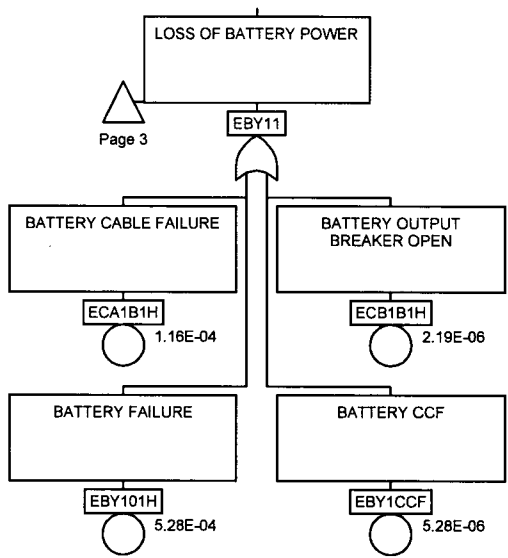 LOSS OF BATTERY POWER
Page 3
EBY11
BATTERY CABLE FAILURE
ECA1B1H
1.16E-04
BATTERY OUTPUT
BREAKER OPEN
ECB1B1H
2.19E-06
BATTERY FAILURE
EBY101H
5.28E-04
BATTERY CCF
EBY1CCF
5.28E-06